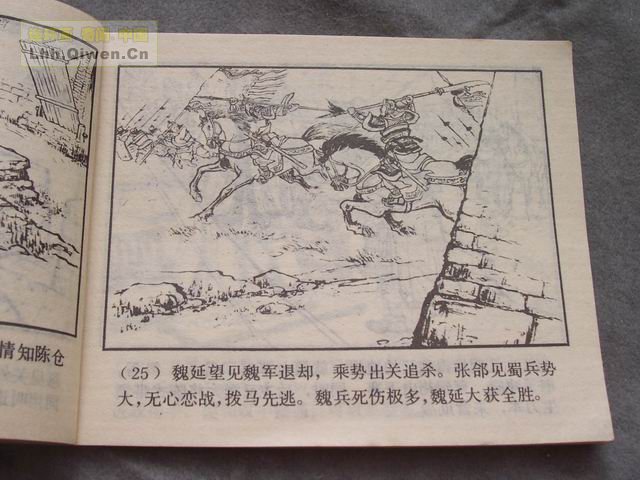 Lhh.Qiwen.Cn
情知陈仓
（25） 魏延望见魏军退却，乘势出关追杀。张郃见蜀兵势
大，无心恋战，拨马先逃。魏兵死伤极多，魏延大获全胜。